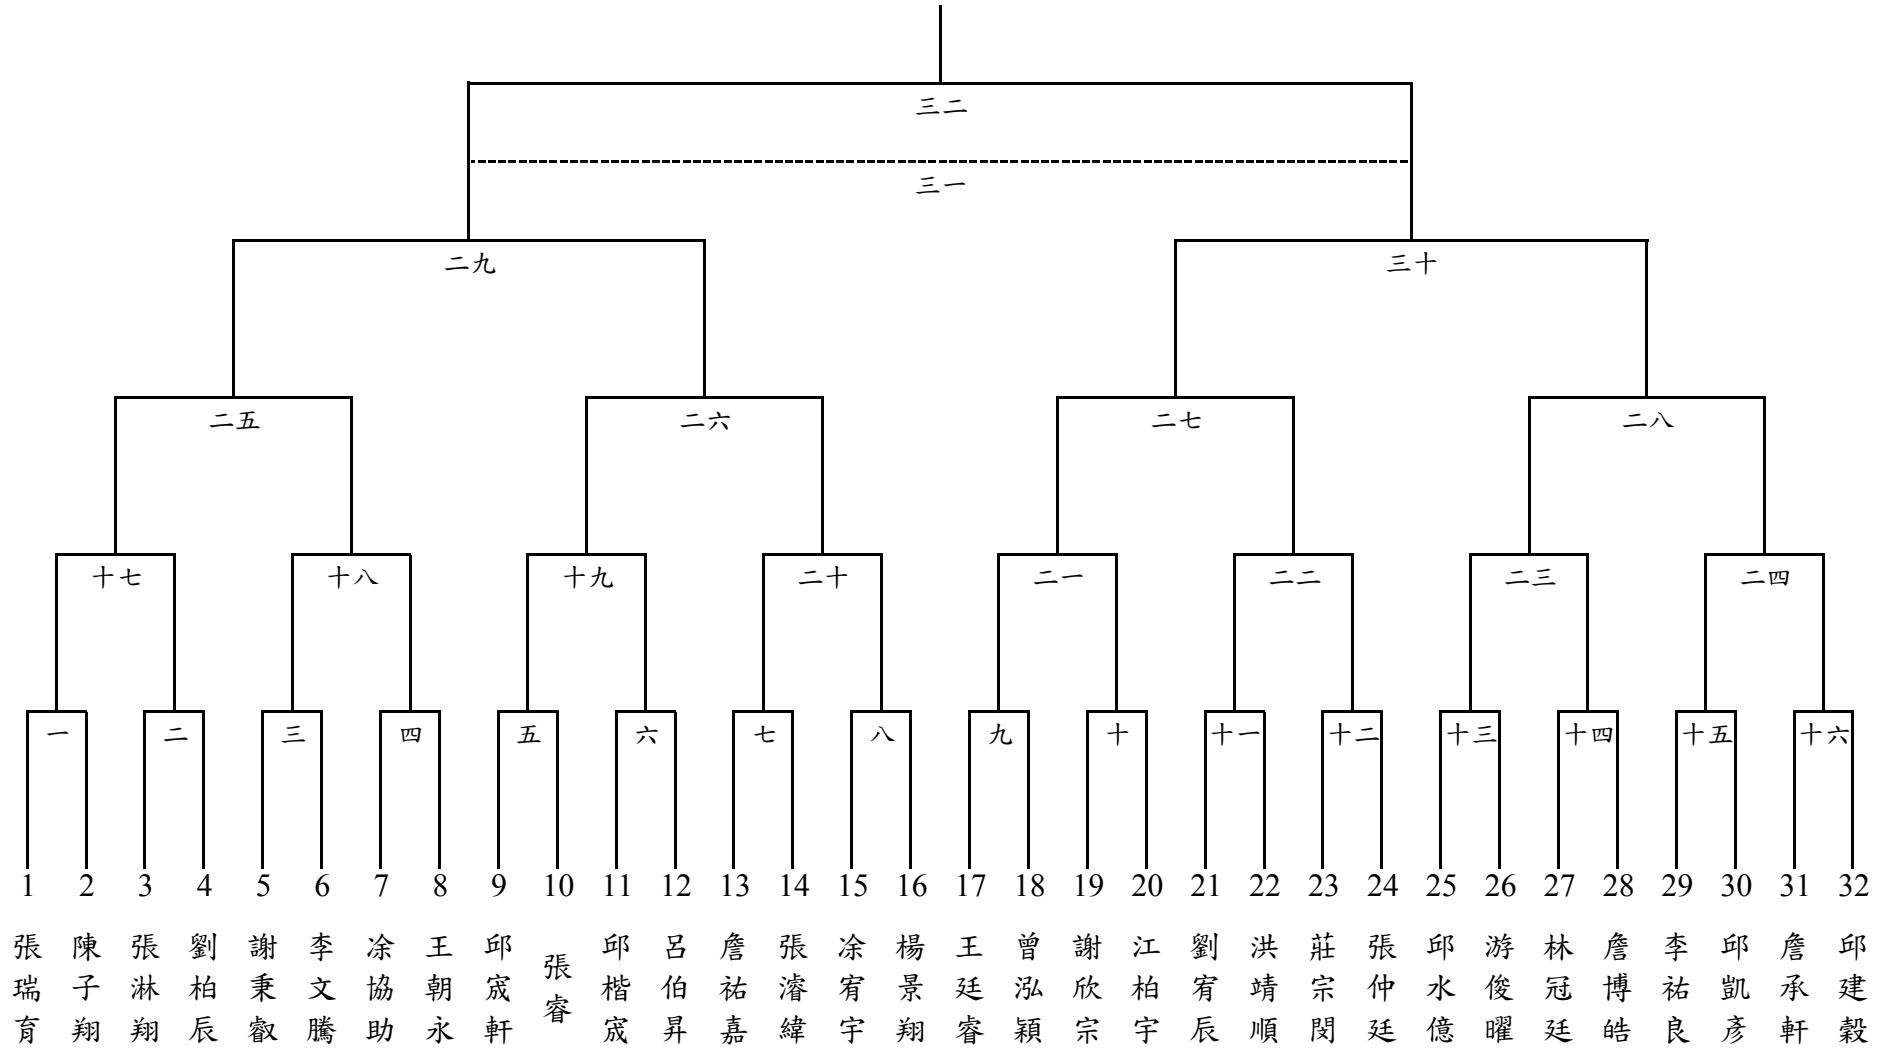 三二
三一
二九 三十
二五 二六 二七 二八
十七 十八 十九 二十 二一 二二 二三 二四
一 二 三 四 五 六 七 八 九 十 十一 十二 十三 十四 十五 十六
1 2 3 4 5 6 7 8 9 10 11 12 13 14 15 16 17 18 19 20 21 22 23 24 25 26 27 28 29 30 31 32
張瑞育
陳子翔
張淋翔
劉柏辰
謝秉叡
李文騰
凃協助
王朝永
邱宬軒
張睿
邱楷宬
呂伯昇
詹祐嘉
張濬緯
凃宥宇
楊景翔
王廷睿
曾泓穎
謝欣宗
江柏宇
劉宥辰
洪靖順
莊宗閔
張仲廷
邱水億
游俊曜
林冠廷
詹博皓
李祐良
邱凱彥
詹承軒
邱建穀